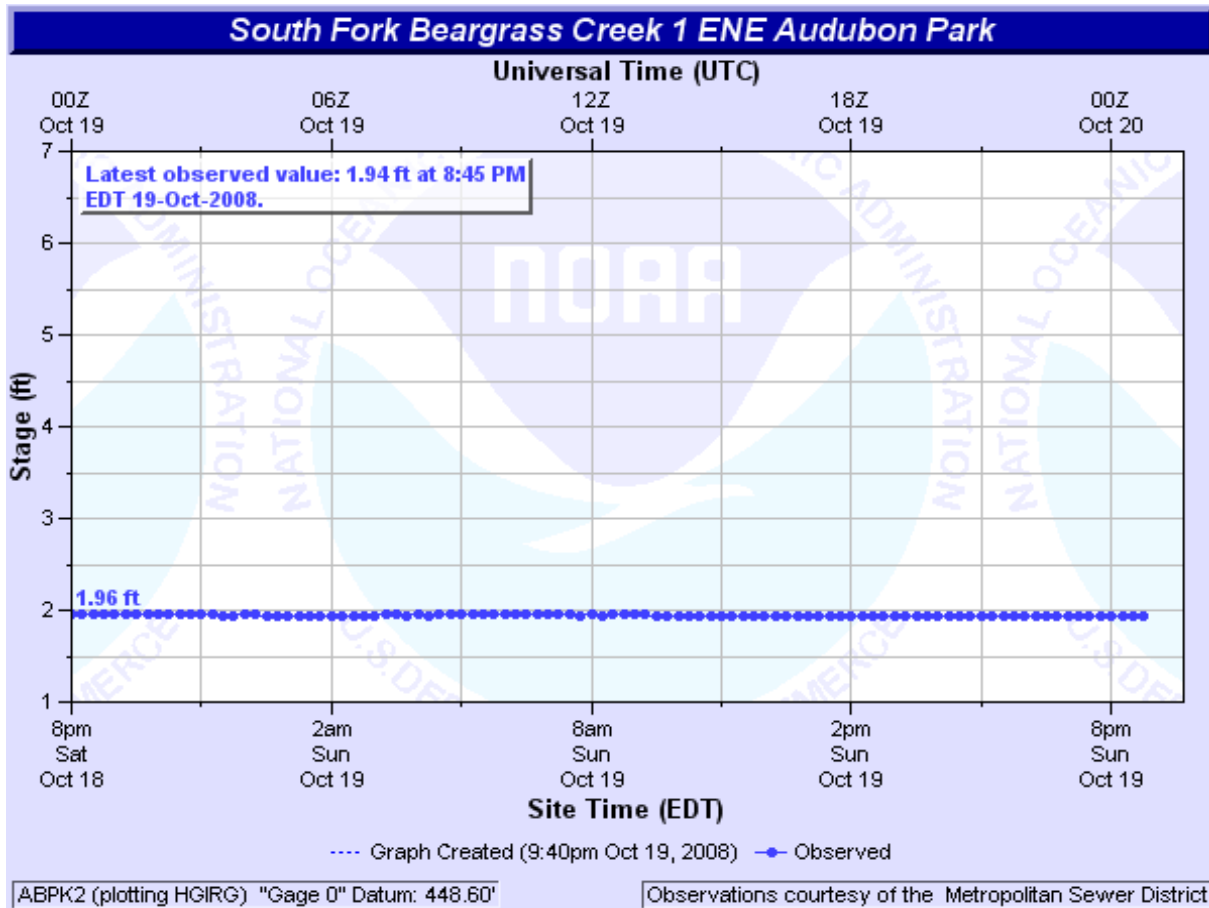 South Fork Beargrass Creek 1 ENE Audubon Park
Universal Time (UTC)
00Z 06Z 12Z 18Z 00Z
Oct 19 Oct 19 Oct 19 Oct 19 Oct 20
Latest observed value: 1.94 ft at 8:45 PM
EDT 19-Oct-2008.
7
6
5
4
3
2
1
Stage (ft)
1.96 ft
NOAA
NATIONAL OCEANIC ADMINISTRATION
8pm 2am 8am 2pm 8pm
Sat Sun Sun Sun Sun
Oct 18 Oct 19 Oct 19 Oct 19 Oct 19
Site Time (EDT)
Graph Created (9:40pm Oct 19, 2008) Observed
ABPK2 (plotting HGIRG) "Gage 0" Datum: 448.60'
Observations courtesy of the Metropolitan Sewer District